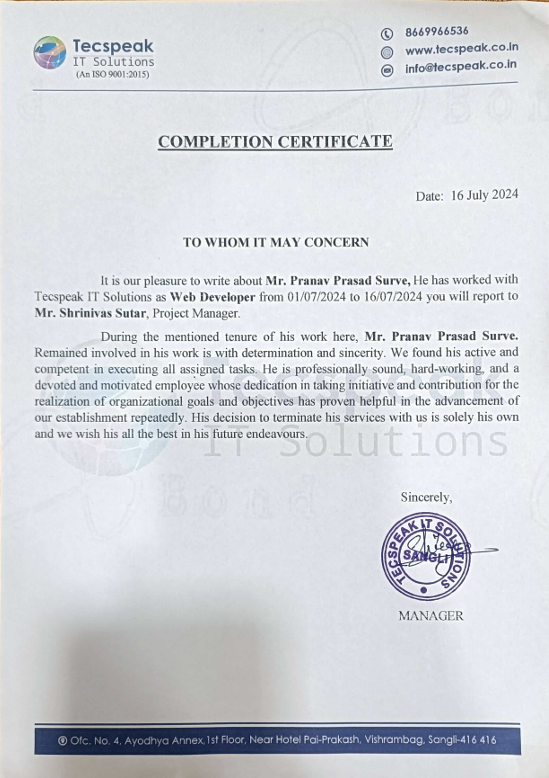 Tecspeak
IT Solutions
(An ISO 9001:2015)
8669966536
www.tecspeak.co.in
info@tecspeak.co.in
COMPLETION CERTIFICATE
Date: 16 July 2024
TO WHOM IT MAY CONCERN
It is our pleasure to write about Mr. Pranav Prasad Surve, He has worked with
Tecspeak IT Solutions as Web Developer from 01/07/2024 to 16/07/2024 you will report to
Mr. Shrinivas Sutar, Project Manager.
During the mentioned tenure of his work here, Mr. Pranav Prasad Surve.
Remained involved in his work is with determination and sincerity. We found his active and
competent in executing all assigned tasks. He is professionally sound, hard-working, and a
devoted and motivated employee whose dedication in taking initiative and contribution for the
realization of organizational goals and objectives has proven helpful in the advancement of
our establishment repeatedly. His decision to terminate his services with us is solely his own
and we wish his all the best in his future endeavours.
Tecspeak
IT Solutions
Bond
Sincerely,
TECSPEAK IT SOLUTIONS
SANGLI
MANAGER
Ofc. No. 4, Ayodhya Annex,1st Floor, Near Hotel Pai-Prakash, Vishrambag, Sangli-416 416